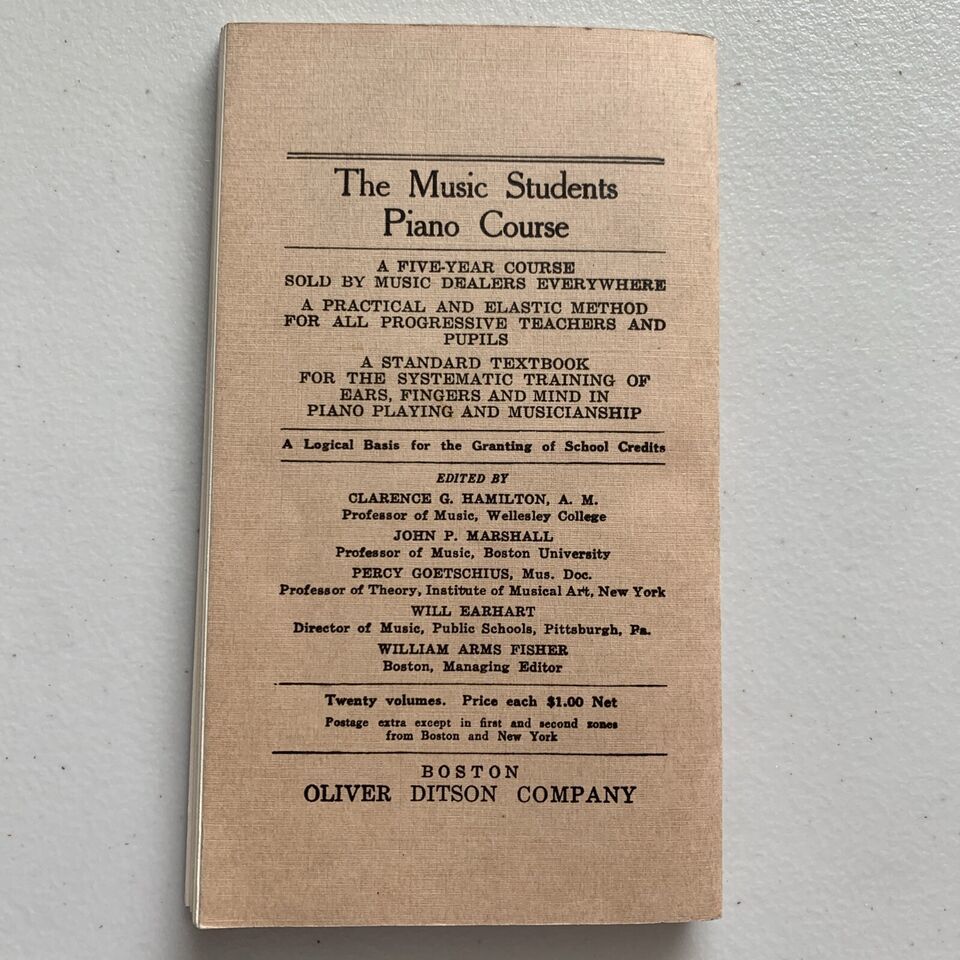 The Music Students
Piano Course
A FIVE-YEAR COURSE
SOLD BY MUSIC DEALERS EVERYWHERE
A PRACTICAL AND ELASTIC METHOD
FOR ALL PROGRESSIVE TEACHERS AND
PUPILS
A STANDARD TEXTBOOK
FOR THE SYSTEMATIC TRAINING OF
EARS, FINGERS AND MIND IN
PIANO PLAYING AND MUSICIANSHIP
A Logical Basis for the Granting of School Credits
EDITED BY
CLARENCE G. HAMILTON, A. M.
Professor of Music, Wellesley College
JOHN P. MARSHALL
Professor of Music, Boston University
PERCY GOETSCHIUS, Mus. Doc.
Professor of Theory, Institute of Musical Art, New York
WILL EARHART
Director of Music, Public Schools, Pittsburgh, Pa.
WILLIAM ARMS FISHER
Boston, Managing Editor
Twenty volumes. Price each $1.00 Net
Postage extra except in first and second zones
from Boston and New York
BOSTON
OLIVER DITSON COMPANY